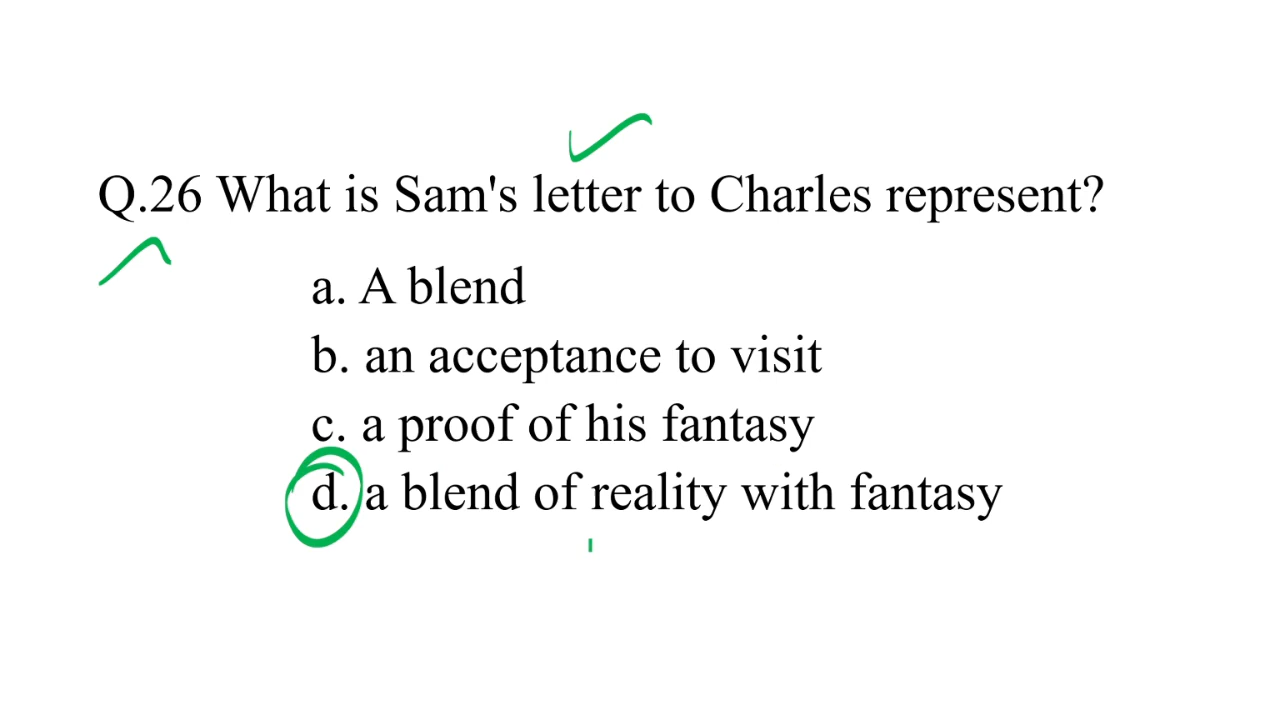 Q.26 What is Sam's letter to Charles represent?
a. A blend
b. an acceptance to visit
c. a proof of his fantasy
d. a blend of reality with fantasy